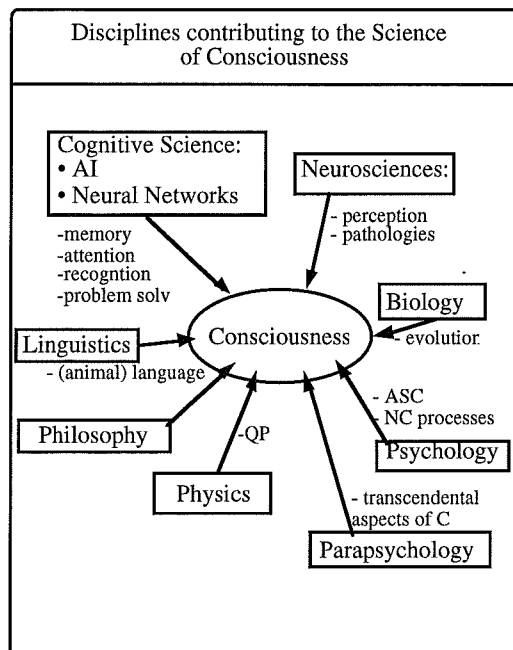 Disciplines contributing to the Science
of Consciousness
Cognitive Science:
• AI
• Neural Networks
-memory
-attention
-recogntion
-problem solv
Neurosciences:
- perception
- pathologies
Biology
- evolution
Consciousness
Linguistics
- (animal) language
Philosophy
-QP
Physics
- ASC
- NC processes
Psychology
- transcendental
aspects of C
Parapsychology